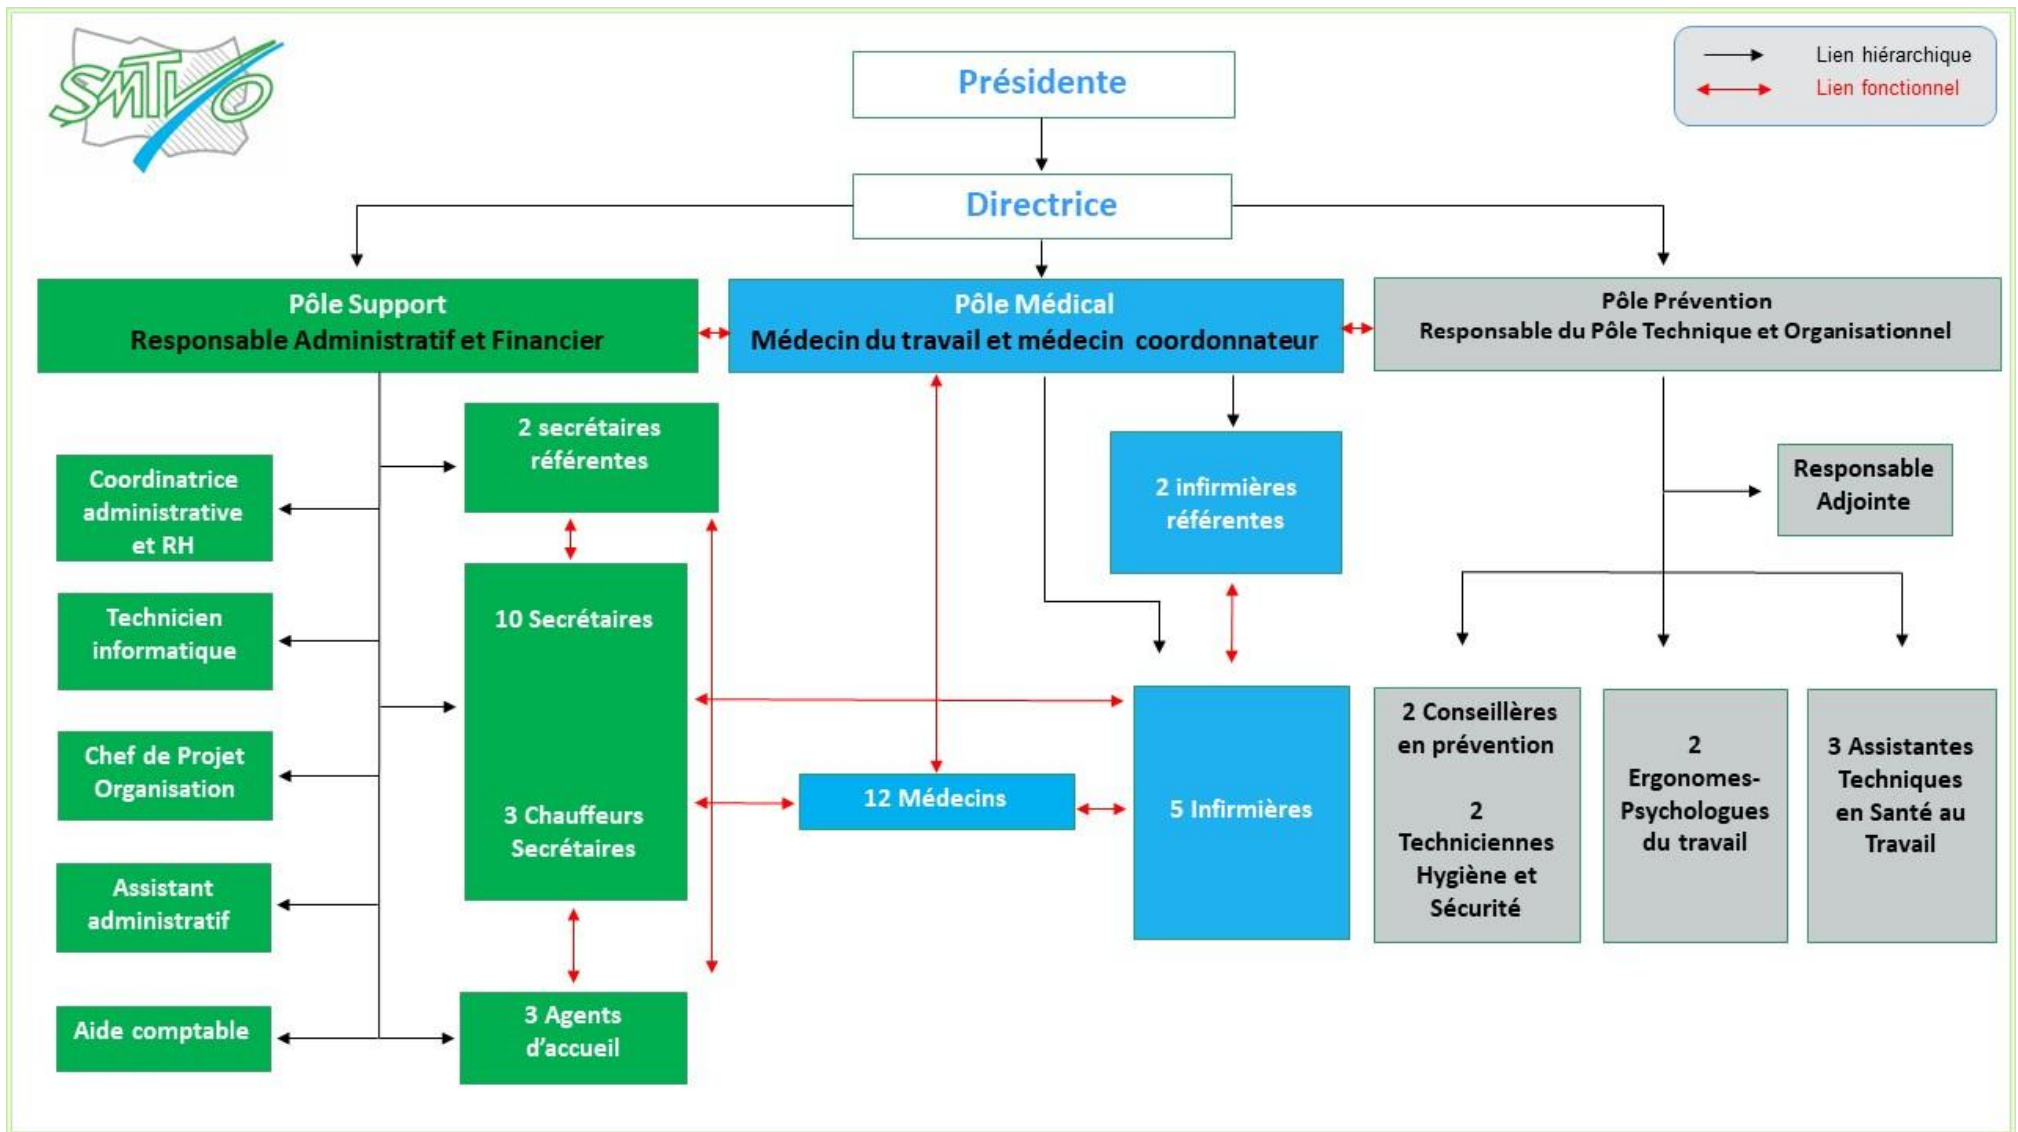 SMTVO
Présidente
Lien hiérarchique
Lien fonctionnel
Directrice
Pôle Support
Responsable Administratif et Financier
Pôle Médical
Médecin du travail et médecin coordonnateur
Pôle Prévention
Responsable du Pôle Technique et Organisationnel
2 secrétaires
référentes
Coordinatrice
administrative
et RH
Technicien
informatique
Chef de Projet
Organisation
Assistant
administratif
Aide comptable
10 Secrétaires
3 Chauffeurs
Secrétaires
3 Agents
d’accueil
2 infirmières
référentes
12 Médecins
5 Infirmières
Responsable
Adjointe
2 Conseillères
en prévention
2
Techniciennes
Hygiène et
Sécurité
2
Ergonomes-
Psychologues
du travail
3 Assistantes
Techniques
en Santé au
Travail